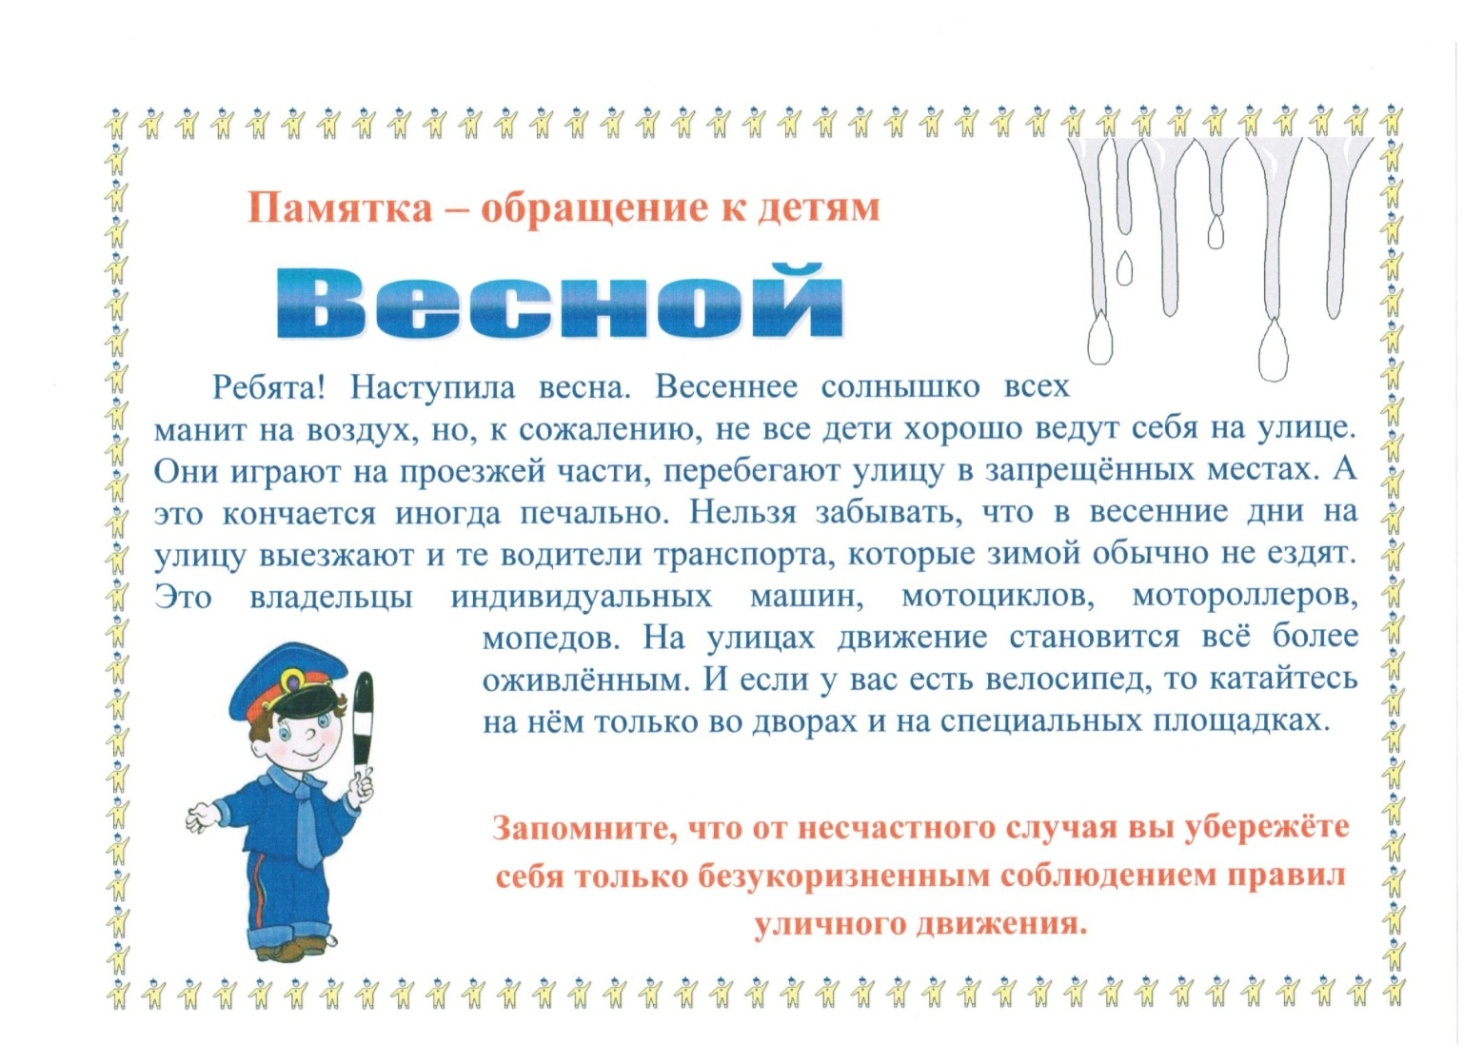 Памятка – обращение к детям
Весной
Ребята! Наступила весна. Весеннее солнышко всех
манит на воздух, но, к сожалению, не все дети хорошо ведут себя на улице.
Они играют на проезжей части, перебегают улицу в запрещённых местах. А
это кончается иногда печально. Нельзя забывать, что в весенние дни на
улицу выезжают и те водители транспорта, которые зимой обычно не ездят.
Это владельцы индивидуальных машин, мотоциклов, мотороллеров,
мопедов. На улицах движение становится всё более
оживлённым. И если у вас есть велосипед, то катайтесь
на нём только во дворах и на специальных площадках.
Запомните, что от несчастного случая вы убережёте
себя только безукоризненным соблюдением правил
уличного движения.